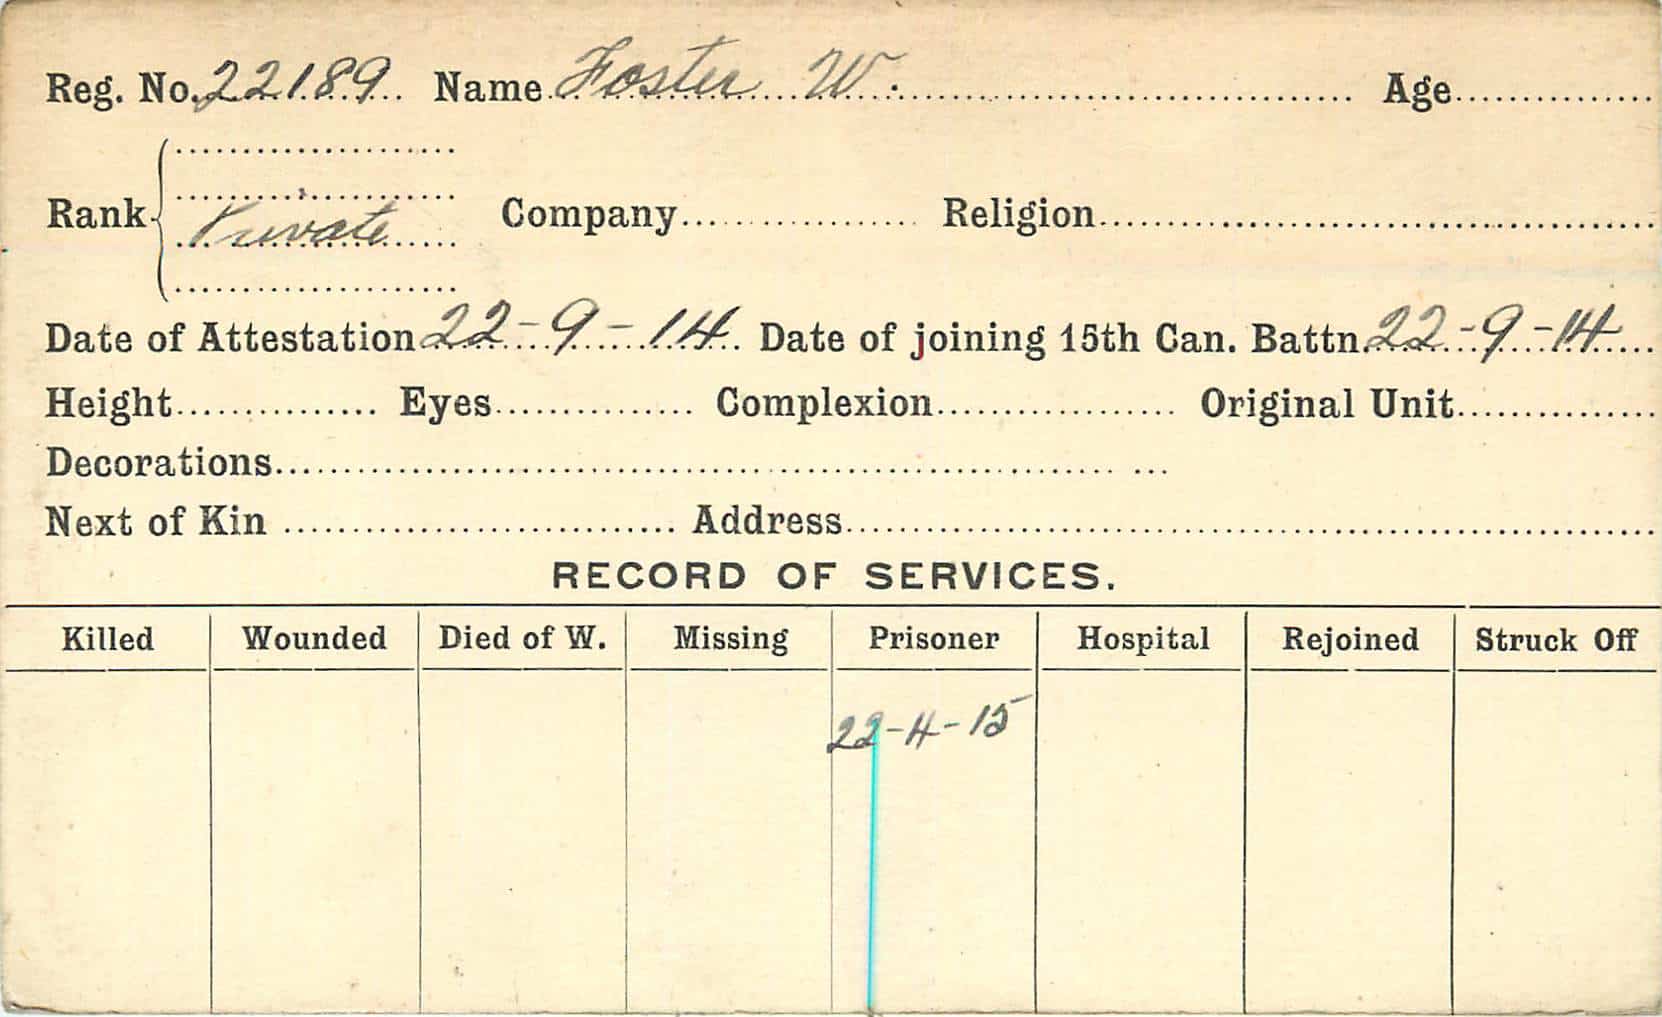 Reg. No. 22189 Name Foster W. Age
Rank Private Company Religion
Date of Attestation 22-9-14 Date of joining 15th Can. Battn. 22-9-14
Height Eyes Complexion Original Unit
Decorations
Next of Kin Address
RECORD OF SERVICES.
Killed Wounded Died of W. Missing Prisoner Hospital Rejoined Struck Off
22-4-15